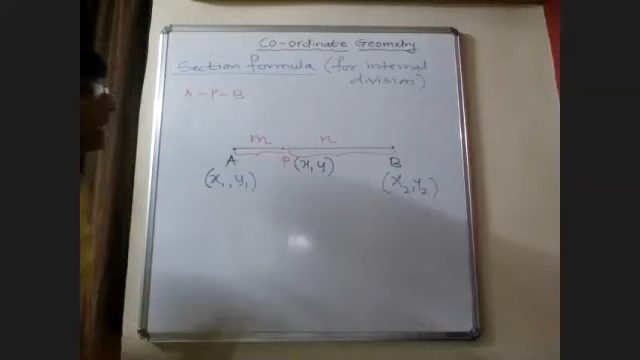 Co-ordinate Geometry
Section formula (for internal
division)
A - P - B
m n
A P (x, y) B
(x₁, y₁) (x₂, y₂)